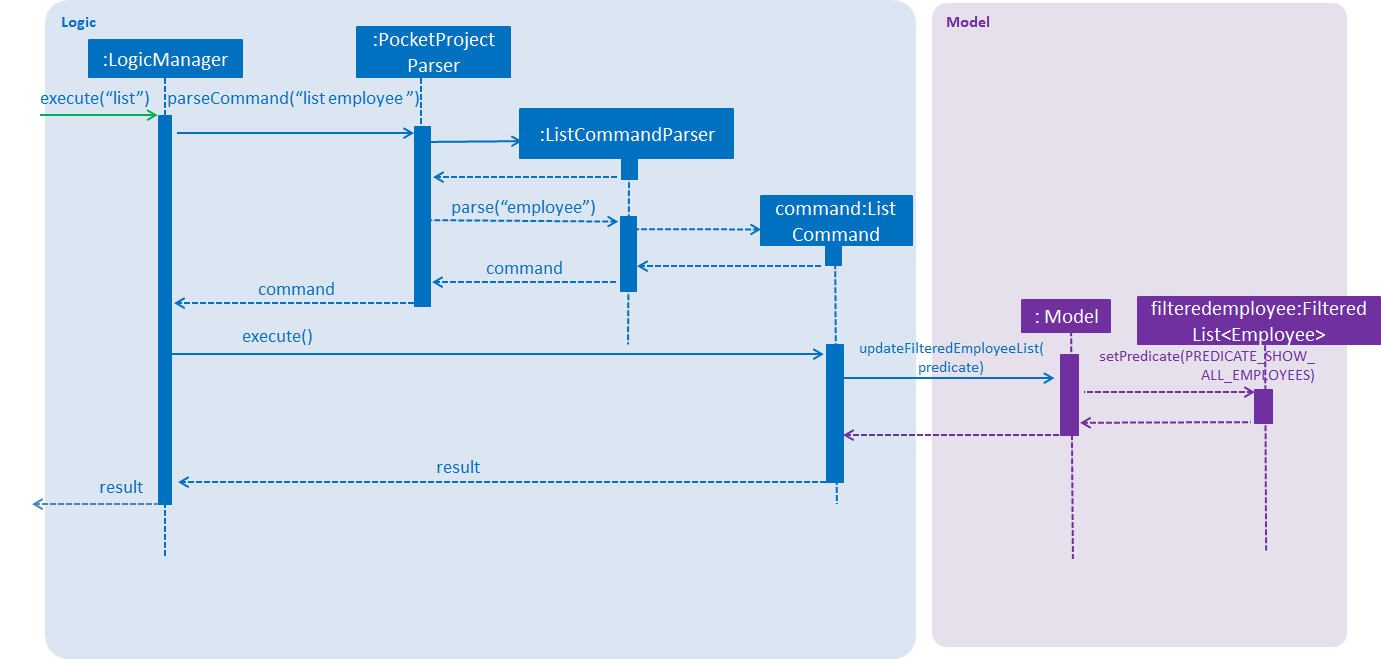 Logic
Model
:LogicManager
:PocketProject
Parser
execute(“list”)
parseCommand(“list employee ”)
:ListCommandParser
parse(“employee”)
command:List
Command
command
command
: Model
filteredemployee:Filtered
List<Employee>
execute()
updateFilteredEmployeeList(
predicate)
setPredicate(PREDICATE_SHOW_
ALL_EMPLOYEES)
result
result